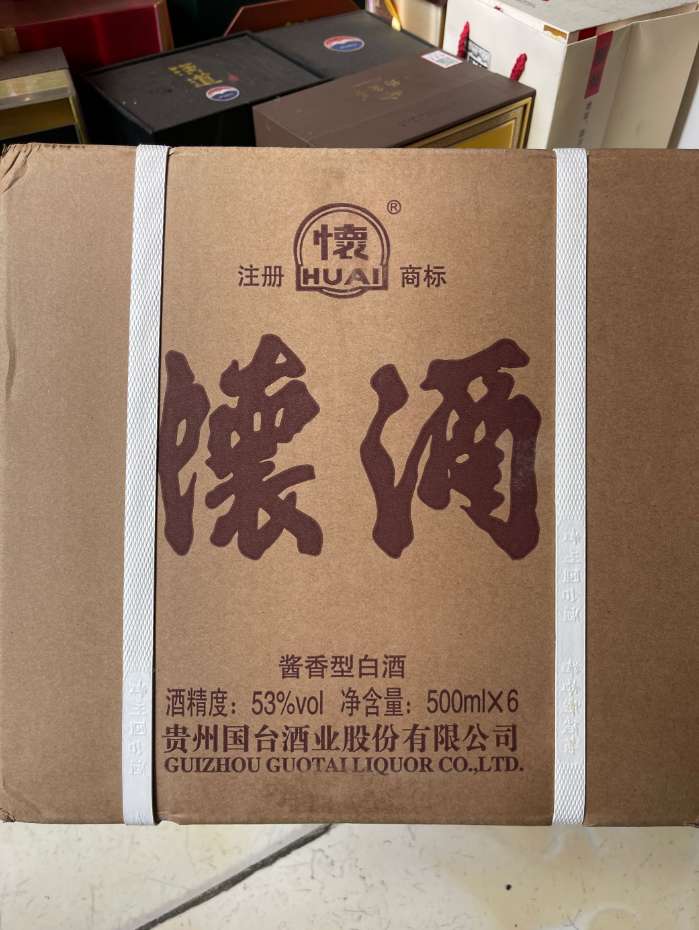 懷
®
注册 HUAI 商标
懷酒
酱香型白酒
酒精度：53%vol 净含量：500ml×6
贵州国台酒业股份有限公司
GUIZHOU GUOTAI LIQUOR CO.,LTD.